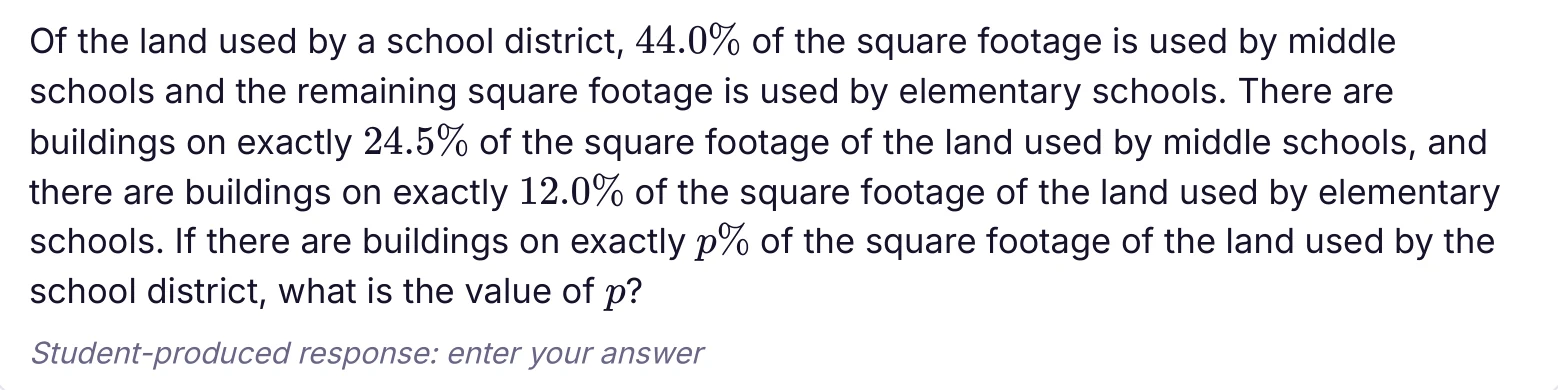 Of the land used by a school district, 44.0% of the square footage is used by middle
schools and the remaining square footage is used by elementary schools. There are
buildings on exactly 24.5% of the square footage of the land used by middle schools, and
there are buildings on exactly 12.0% of the square footage of the land used by elementary
schools. If there are buildings on exactly p% of the square footage of the land used by the
school district, what is the value of p?
Student-produced response: enter your answer